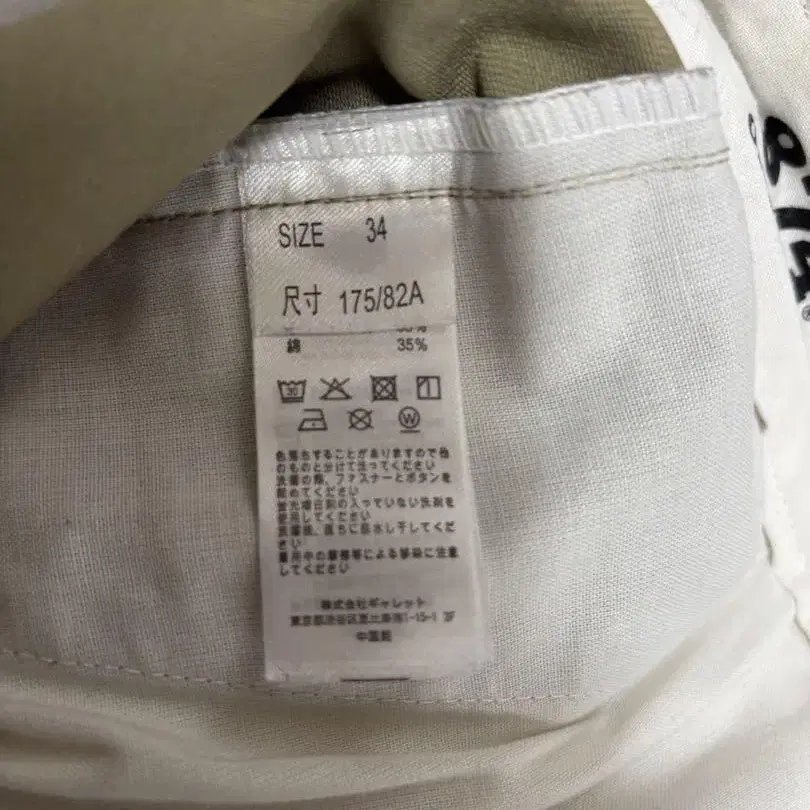 SIZE 34
尺寸 175/82A
綿 35%
30
W
色落ちすることがありますので他
のものと分けて洗ってください
洗濯の際、ファスナーとボタンを
閉めてください
蛍光増白剤の入っていない洗剤を
使用してください
洗濯後、直ちに形を直し干してくださ
い
着用中の摩擦等による移染に注意
してください
株式会社ギャレット
中国製